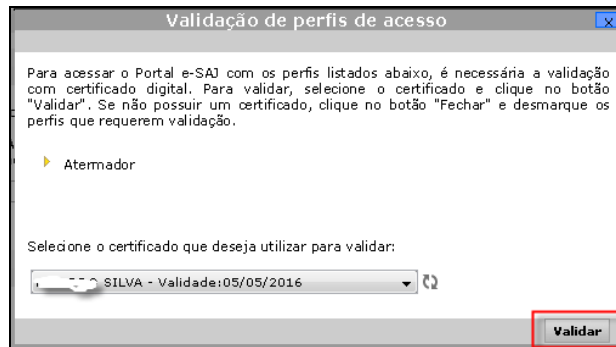 Validação de perfis de acesso
x
Para acessar o Portal e-SAJ com os perfis listados abaixo, é necessária a validação
com certificado digital. Para validar, selecione o certificado e clique no botão
"Validar". Se não possuir um certificado, clique no botão "Fechar" e desmarque os
perfis que requerem validação.
Atermador
Selecione o certificado que deseja utilizar para validar:
SILVA - Validade:05/05/2016
Validar